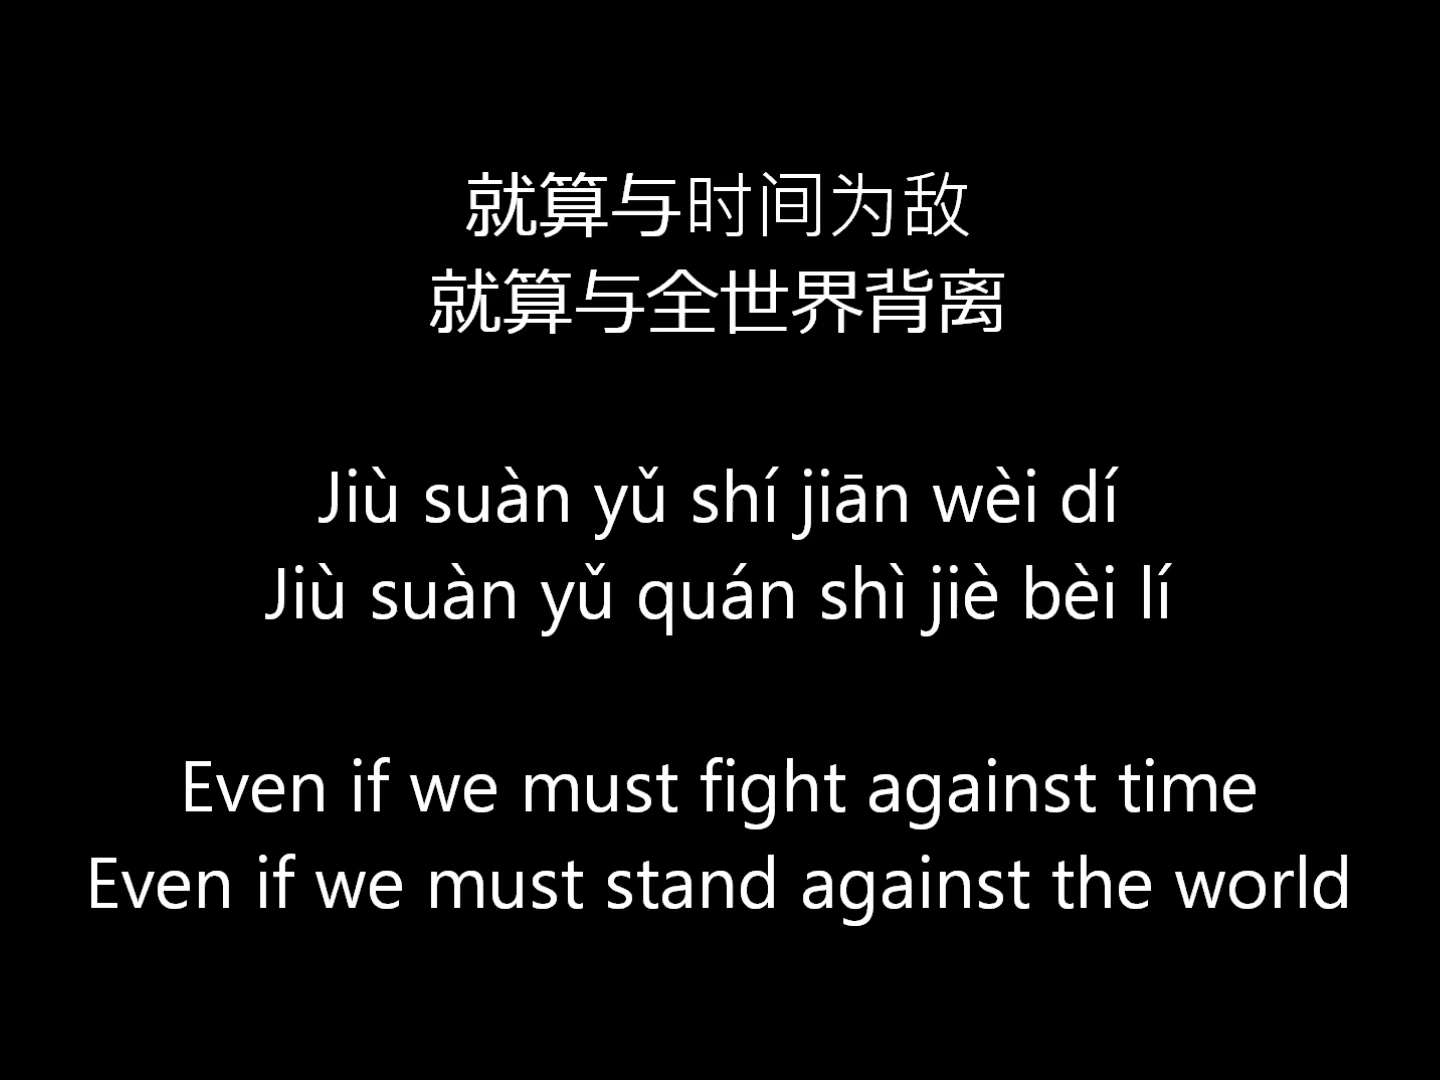 就算与时间为敌
就算与全世界背离
Jiù suàn yǔ shí jiān wèi dí
Jiù suàn yǔ quán shì jiè bèi lí
Even if we must fight against time
Even if we must stand against the world